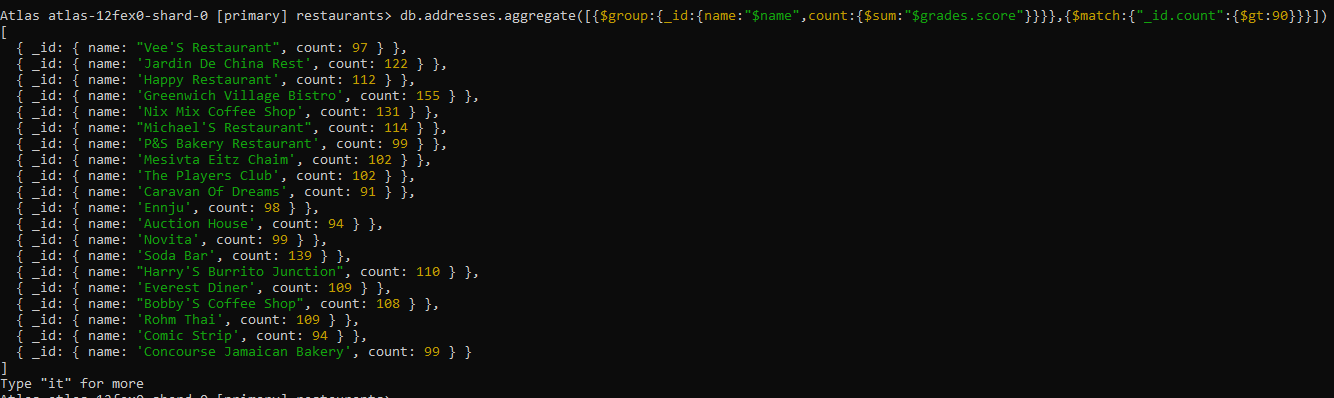 Atlas atlas-12fex0-shard-0 [primary] restaurants> db.addresses.aggregate([{$group:{_id:{name:"$name",count:{$sum:"$grades.score"}}}},{$match:{"_id.count":{$gt:90}}}])
[
  { _id: { name: "Vee'S Restaurant", count: 97 } },
  { _id: { name: 'Jardin De China Rest', count: 122 } },
  { _id: { name: 'Happy Restaurant', count: 112 } },
  { _id: { name: 'Greenwich Village Bistro', count: 155 } },
  { _id: { name: 'Nix Mix Coffee Shop', count: 131 } },
  { _id: { name: "Michael'S Restaurant", count: 114 } },
  { _id: { name: 'P&S Bakery Restaurant', count: 99 } },
  { _id: { name: 'Mesivta Eitz Chaim', count: 102 } },
  { _id: { name: 'The Players Club', count: 102 } },
  { _id: { name: 'Caravan Of Dreams', count: 91 } },
  { _id: { name: 'Ennju', count: 98 } },
  { _id: { name: 'Auction House', count: 94 } },
  { _id: { name: 'Novita', count: 99 } },
  { _id: { name: 'Soda Bar', count: 139 } },
  { _id: { name: "Harry'S Burrito Junction", count: 110 } },
  { _id: { name: 'Everest Diner', count: 109 } },
  { _id: { name: "Bobby'S Coffee Shop", count: 108 } },
  { _id: { name: 'Rohm Thai', count: 109 } },
  { _id: { name: 'Comic Strip', count: 94 } },
  { _id: { name: 'Concourse Jamaican Bakery', count: 99 } }
]
Type "it" for more
Atlas atlas-12fex0-shard-0 [primary] restaurants>